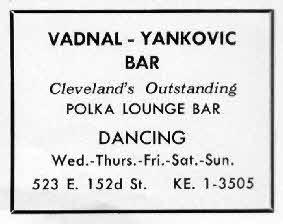 VADNAL - YANKOVIC
BAR
Cleveland's Outstanding
POLKA LOUNGE BAR
DANCING
Wed.-Thurs.-Fri.-Sat.-Sun.
523 E. 152d St. KE. 1-3505